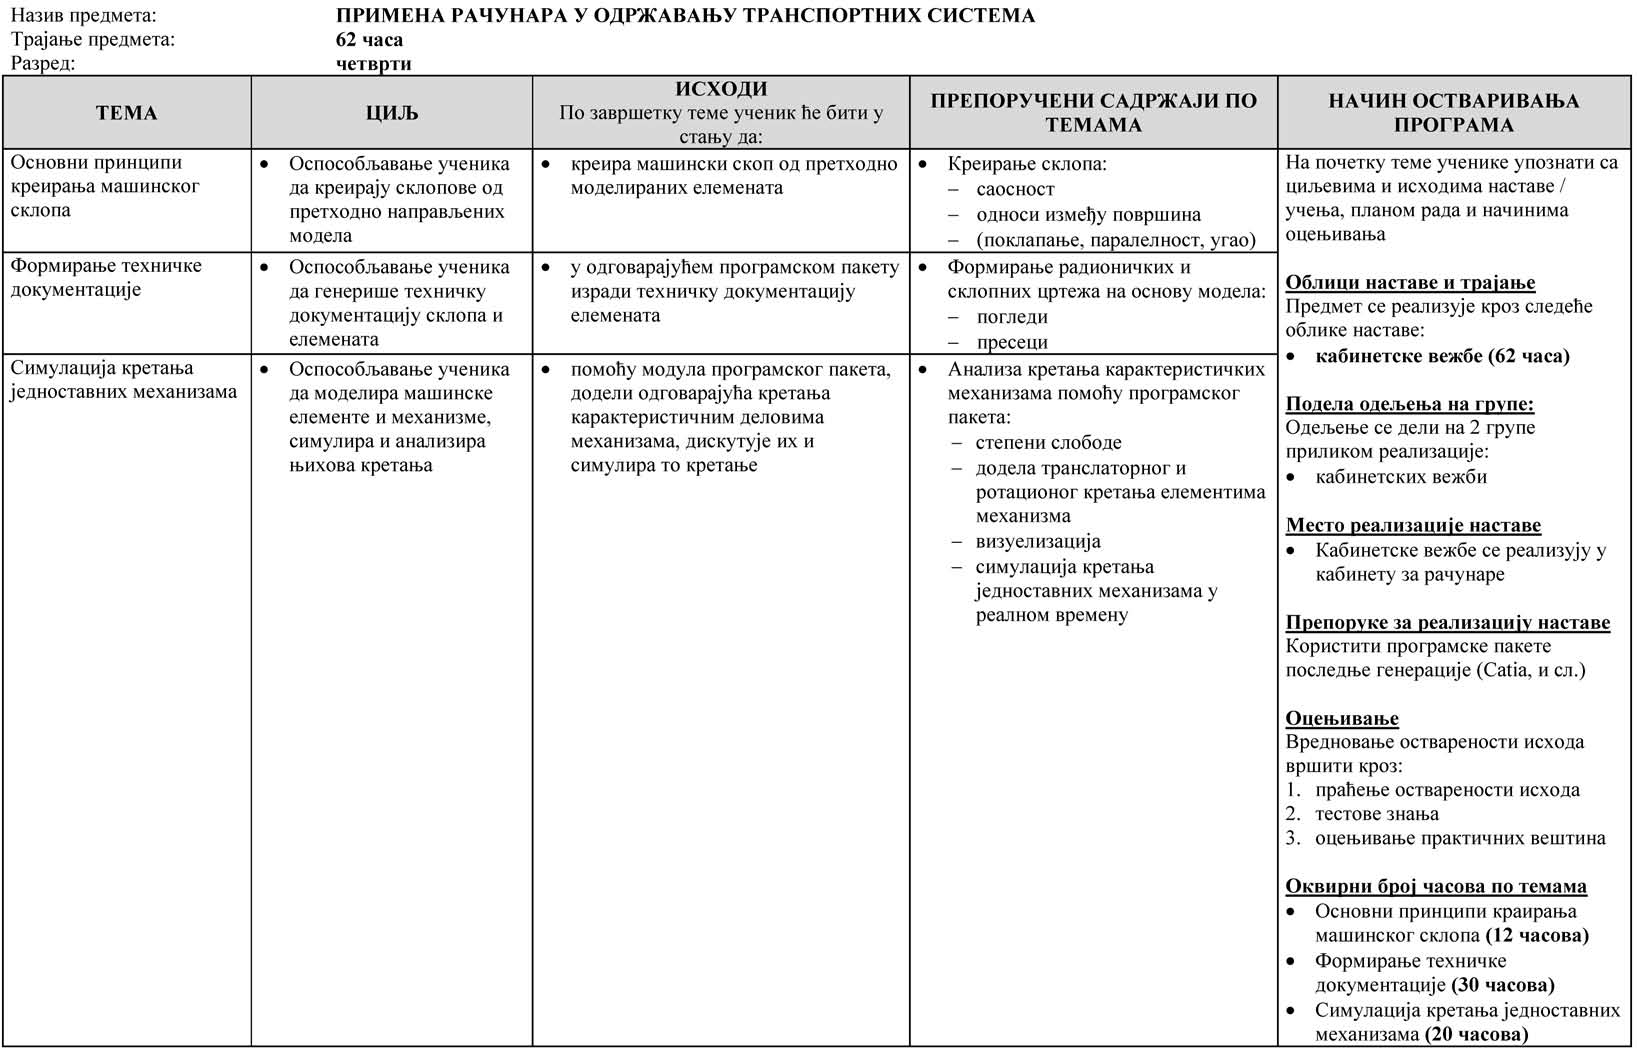 Назив предмета: ПРИМЕНА РАЧУНАРА У ОДРЖАВАЊУ ТРАНСПОРТНИХ СИСТЕМА
Трајање предмета: 62 часа
Разред: четврти
ТЕМА
ЦИЉ
ИСХОДИ
По завршетку теме ученик ће бити у
стању да:
ПРЕПОРУЧЕНИ САДРЖАЈИ ПО
ТЕМАМА
НАЧИН ОСТВАРИВАЊА
ПРОГРАМА
Основни принципи
креирања машинског
склопа
• Оспособљавање ученика
да креирају склопове од
претходно направљених
модела
• креира машински скоп од претходно
моделираних елемената
• Креирање склопа:
– саосност
– односи између површина
– (поклапање, паралелност, угао)
Формирање техничке
документације
• Оспособљавање ученика
да генерише техничку
документацију склопа и
елемената
• у одговарајућем програмском пакету
изради техничку документацију
елемената
• Формирање радионичких и
склопних цртежа на основу модела:
– погледи
– пресеци
Симулација кретања
једноставних механизама
• Оспособљавање ученика
да моделира машинске
елементе и механизме,
симулира и анализира
њихова кретања
• помоћу модула програмског пакета,
додели одговарајућа кретања
карактеристичним деловима
механизама, дискутује их и
симулира то кретање
• Анализа кретања карактеристичких
механизама помоћу програмског
пакета:
– степени слободе
– додела транслаторног и
ротационог кретања елементима
механизма
– визуелизација
– симулација кретања
једноставних механизама у
реалном времену
На почетку теме ученике упознати са
циљевима и исходима наставе /
учења, планом рада и начинима
оцењивања
Облици наставе и трајање
Предмет се реализује кроз следеће
облике наставе:
• кабинетске вежбе (62 часа)
Подела одељења на групе:
Одељење се дели на 2 групе
приликом реализације:
• кабинетских вежби
Место реализације наставе
• Кабинетске вежбе се реализују у
кабинету за рачунаре
Препоруке за реализацију наставе
Користити програмске пакете
последње генерације (Catia, и сл.)
Оцењивање
Вредновање остварености исхода
вршити кроз:
1. праћење остварености исхода
2. тестове знања
3. оцењивање практичних вештина
Оквирни број часова по темама
• Основни принципи краирања
машинског склопа (12 часова)
• Формирање техничке
документације (30 часова)
• Симулација кретања једноставних
механизама (20 часова)